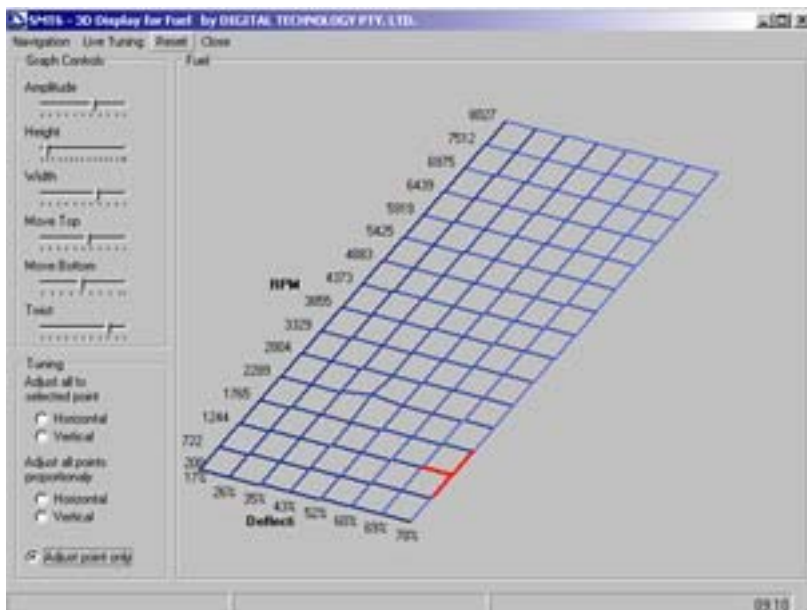 SMT6 - 3D Display for Fuel by DIGITAL TECHNOLOGY PTY. LTD.
Navigation Live Tuning Reset Close
Graph Controls
Amplitude
Height
Width
Move Top
Move Bottom
Twist
Tuning
Adjust all to
selected point
Horizontal
Vertical
Adjust all points
proportionaly
Horizontal
Vertical
Adjust point only
Fuel
8027
7512
6975
6439
5919
5425
4883
4373
RPM
3855
3329
2804
2289
1765
1244
722
200
17%
26%
35%
43%
52%
60%
69%
78%
Deflecti
09:10